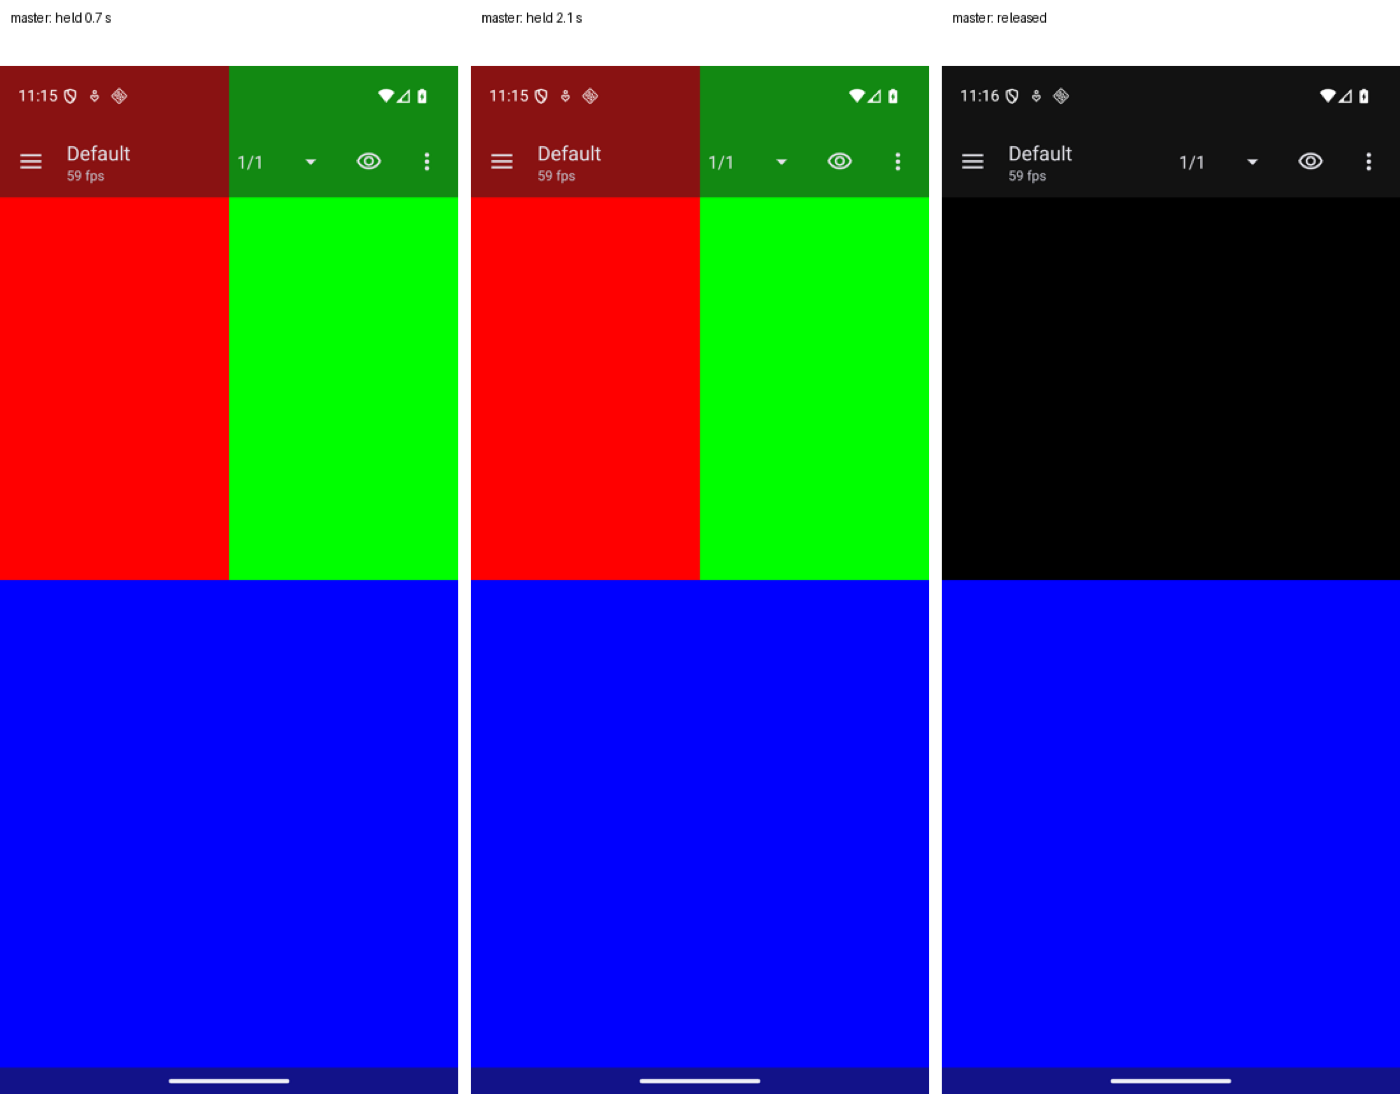 master: held 0.7 s
master: held 2.1 s
master: released
11:15
Default
59 fps
1/1
11:15
Default
59 fps
1/1
11:16
Default
59 fps
1/1